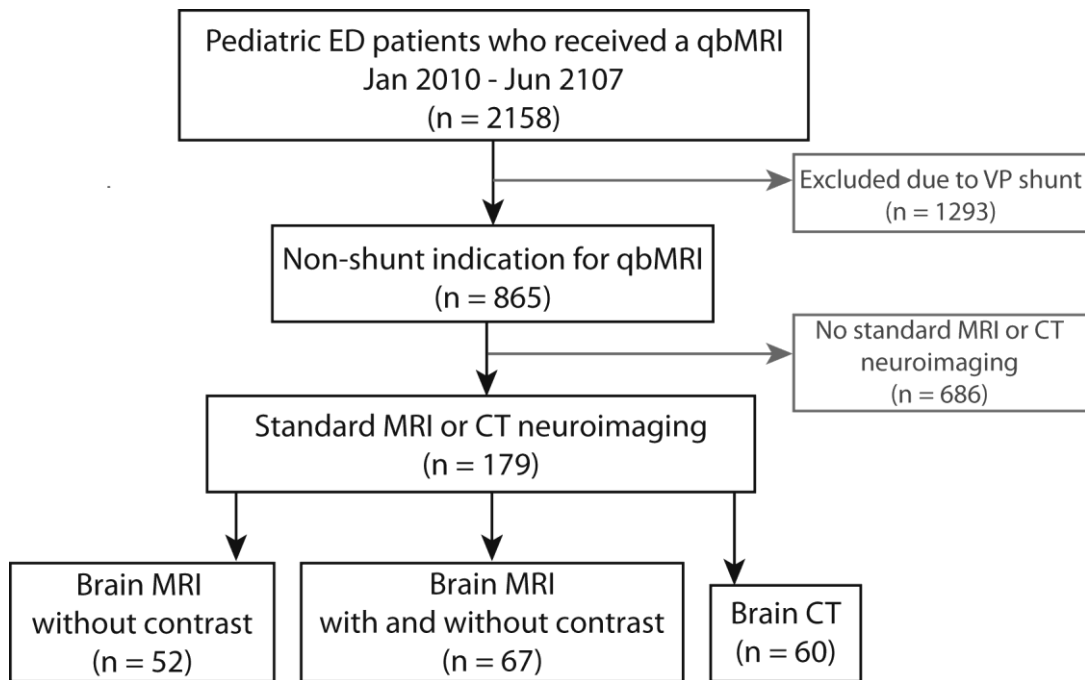 Pediatric ED patients who received a qbMRI
Jan 2010 - Jun 2107
(n = 2158)
Excluded due to VP shunt
(n = 1293)
Non-shunt indication for qbMRI
(n = 865)
No standard MRI or CT
neuroimaging
(n = 686)
Standard MRI or CT neuroimaging
(n = 179)
Brain MRI
without contrast
(n = 52)
Brain MRI
with and without contrast
(n = 67)
Brain CT
(n = 60)